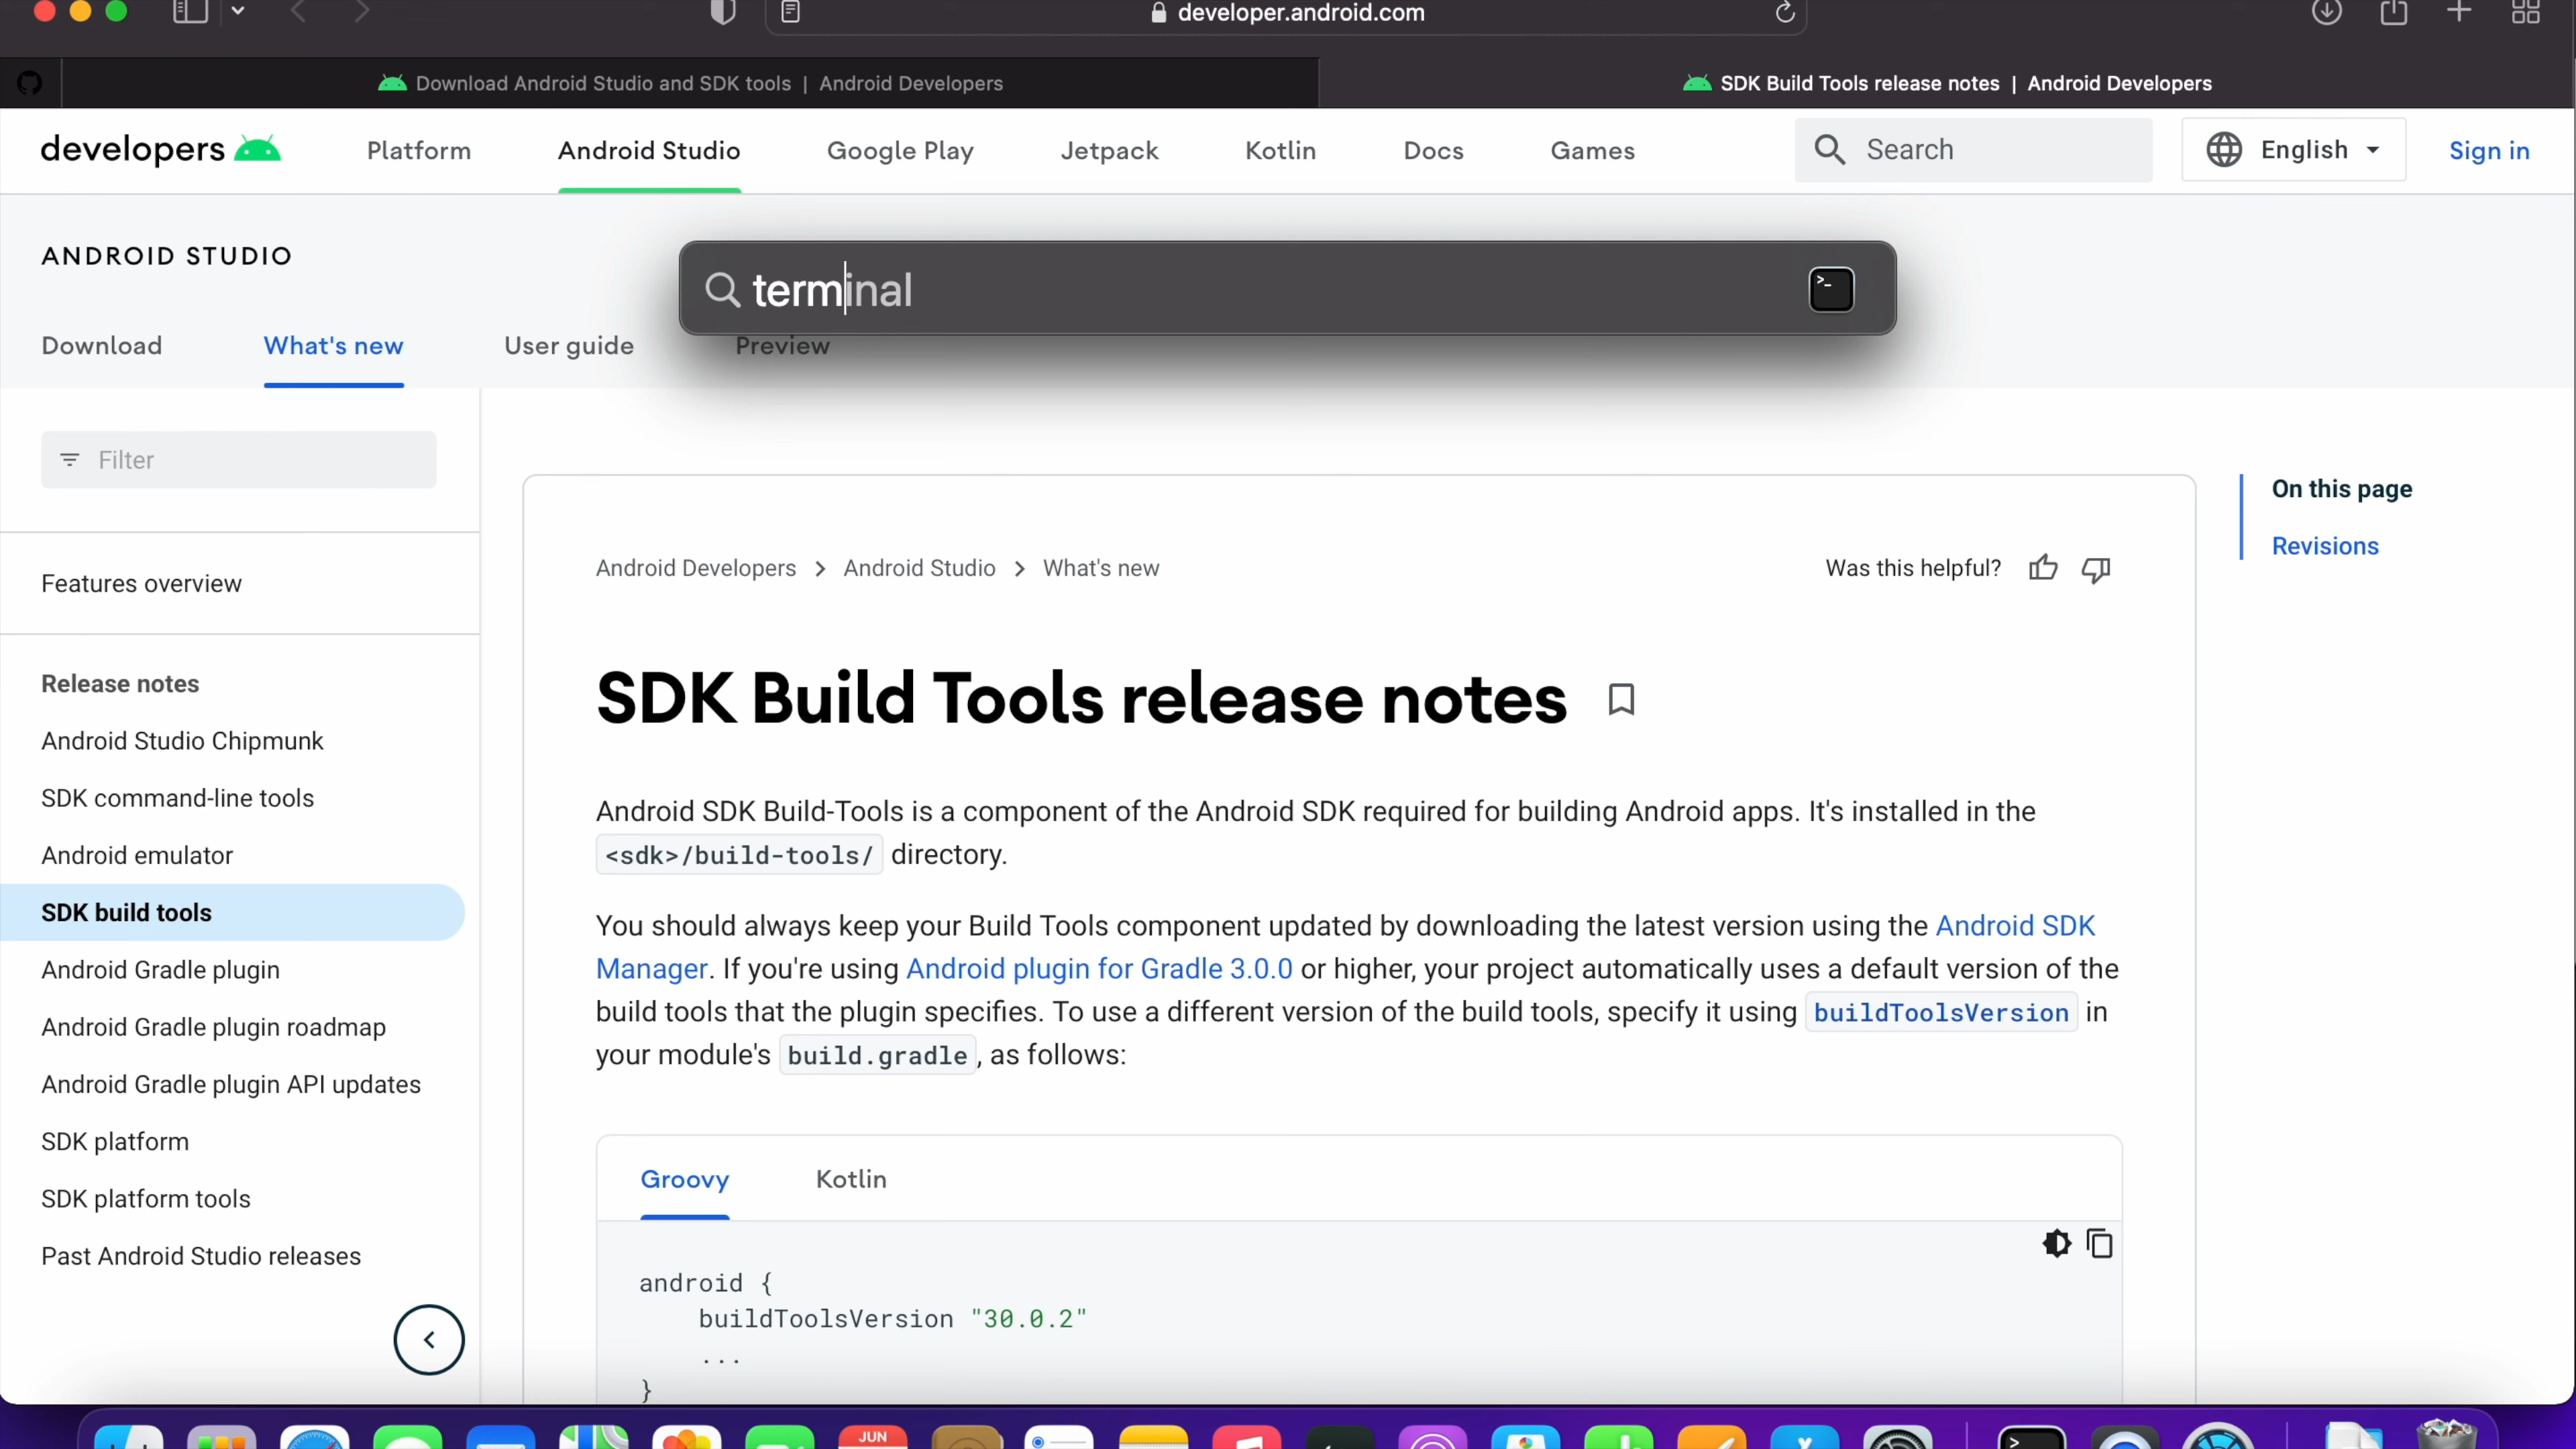 developer.android.com
Download Android Studio and SDK tools | Android Developers
SDK Build Tools release notes | Android Developers
developers
Platform
Android Studio
Google Play
Jetpack
Kotlin
Docs
Games
Search
English
Sign in
ANDROID STUDIO
terminal
Download
What's new
User guide
Preview
Filter
Features overview
Release notes
Android Studio Chipmunk
SDK command-line tools
Android emulator
SDK build tools
Android Gradle plugin
Android Gradle plugin roadmap
Android Gradle plugin API updates
SDK platform
SDK platform tools
Past Android Studio releases
Android Developers > Android Studio > What's new
Was this helpful?
SDK Build Tools release notes
Android SDK Build-Tools is a component of the Android SDK required for building Android apps. It's installed in the
<sdk>/build-tools/ directory.
You should always keep your Build Tools component updated by downloading the latest version using the Android SDK
Manager. If you're using Android plugin for Gradle 3.0.0 or higher, your project automatically uses a default version of the
build tools that the plugin specifies. To use a different version of the build tools, specify it using buildToolsVersion in
your module's build.gradle, as follows:
Groovy
Kotlin
android {
buildToolsVersion "30.0.2"
...
}
On this page
Revisions
JUN